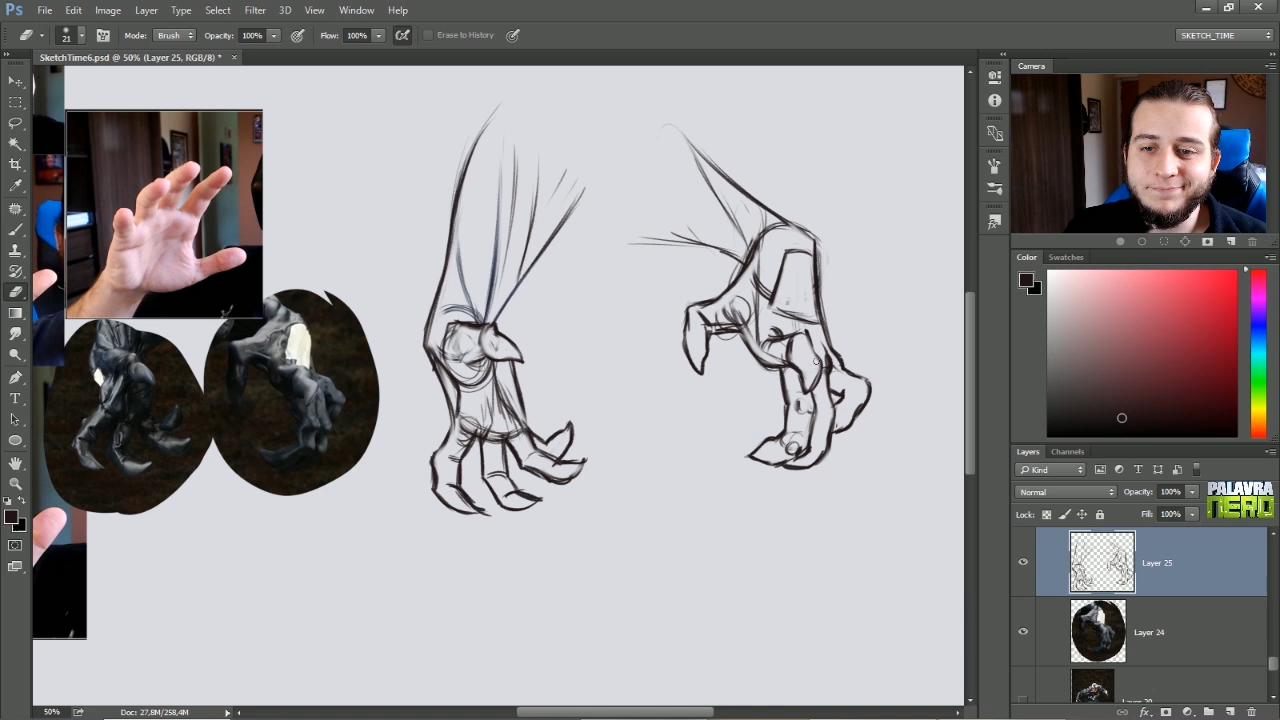 Ps File Edit Image Layer Type Select Filter 3D View Window Help
21 Mode: Brush Opacity: 100% Flow: 100% Erase to History SKETCH_TIME
SketchTime6.psd @ 50% (Layer 25, RGB/8) * ×
Camera
Color Swatches
Layers Channels
Kind
Normal Opacity: 100%
PALAVRA
NERD
Lock: Fill: 100%
Layer 25
Layer 24
50% Doc: 27,8M/258,4M